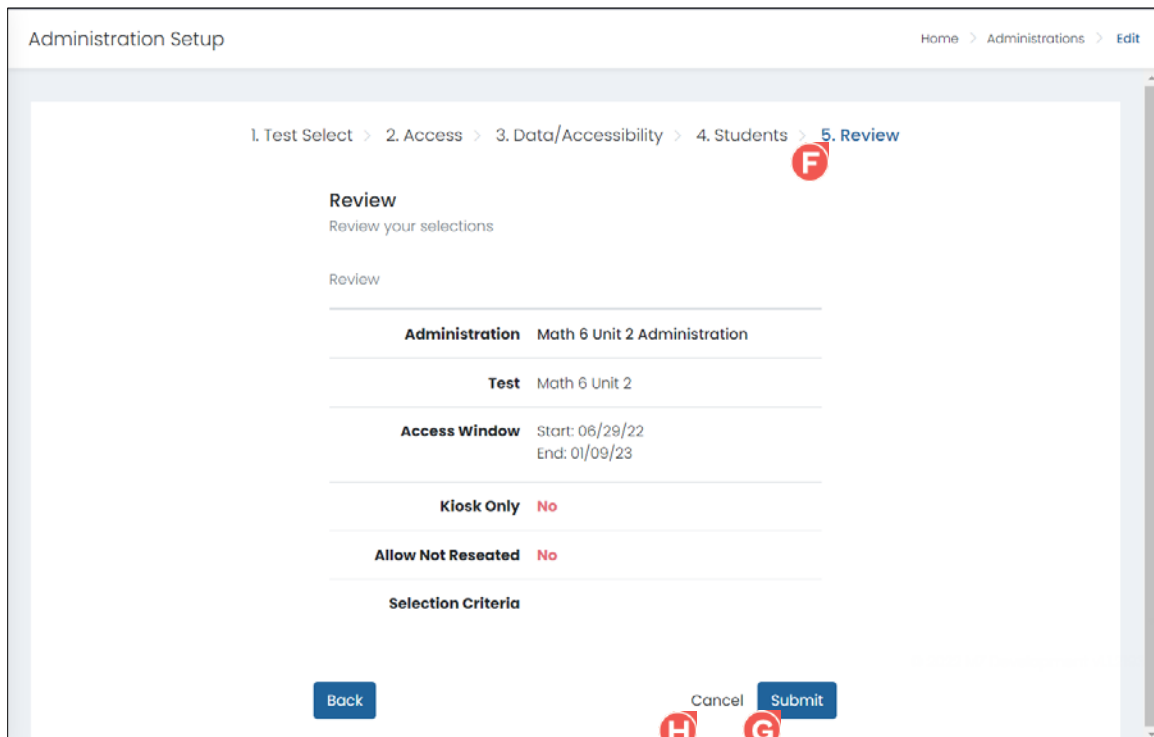 Administration Setup
Home > Administrations > Edit
1. Test Select > 2. Access > 3. Data/Accessibility > 4. Students > 5. Review
F
Review
Review your selections
Review
Administration Math 6 Unit 2 Administration
Test Math 6 Unit 2
Access Window Start: 06/29/22
End: 01/09/23
Kiosk Only No
Allow Not Reseated No
Selection Criteria
Back Cancel Submit
H G